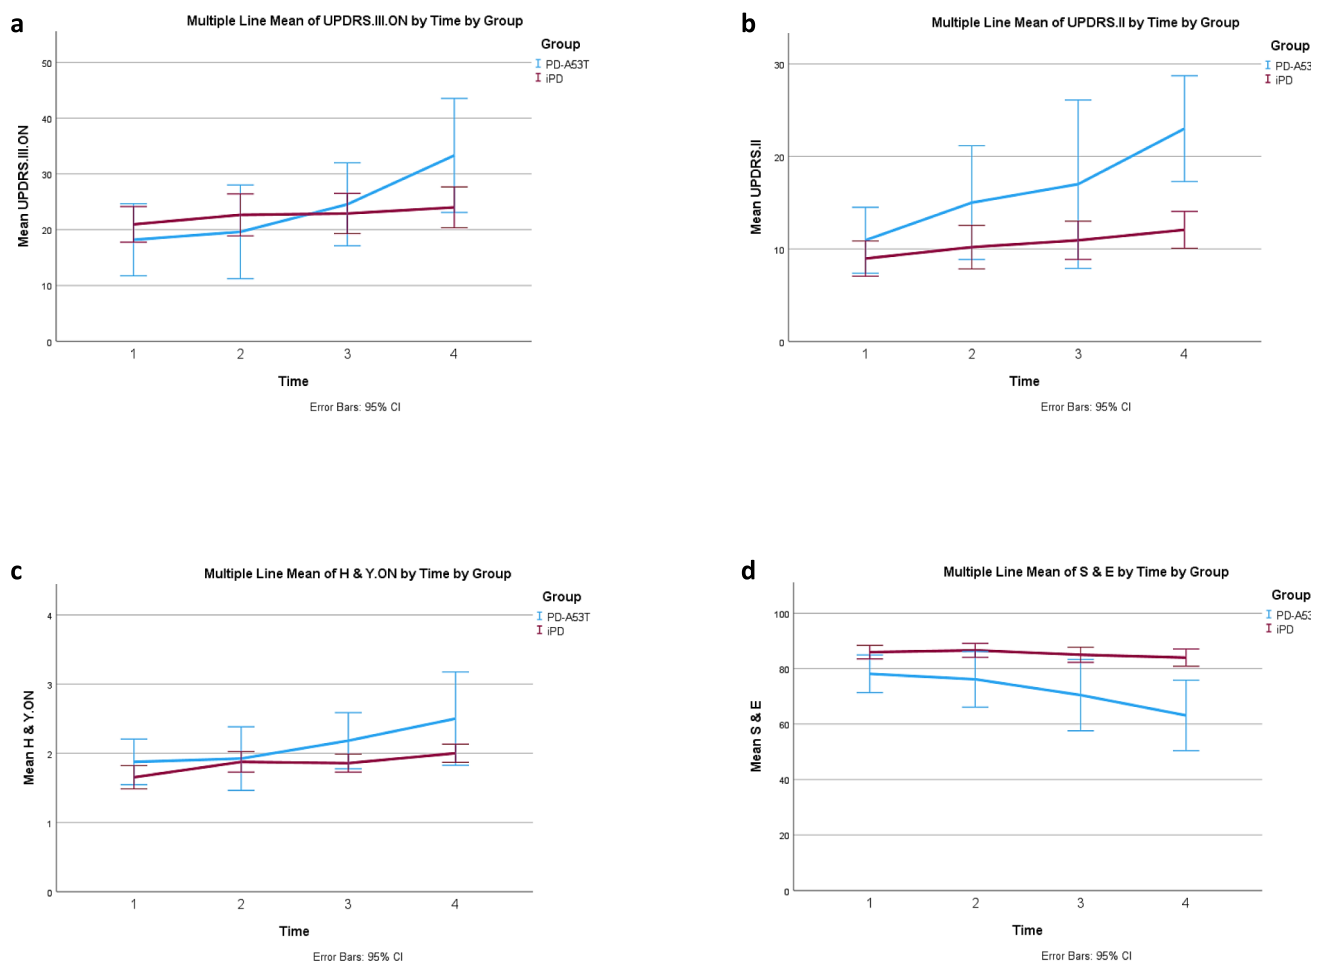 a
Multiple Line Mean of UPDRS.III.ON by Time by Group
Group
PD-A53T
iPD
Mean UPDRS.III.ON
50
40
30
20
10
0
1 2 3 4
Time
Error Bars: 95% CI
b
Multiple Line Mean of UPDRS.II by Time by Group
Group
PD-A53
iPD
Mean UPDRS.II
30
20
10
0
1 2 3 4
Time
Error Bars: 95% CI
c
Multiple Line Mean of H & Y.ON by Time by Group
Group
PD-A53T
iPD
Mean H & Y.ON
4
3
2
1
0
1 2 3 4
Time
Error Bars: 95% CI
d
Multiple Line Mean of S & E by Time by Group
Group
PD-A53
iPD
Mean S & E
100
80
60
40
20
0
1 2 3 4
Time
Error Bars: 95% CI